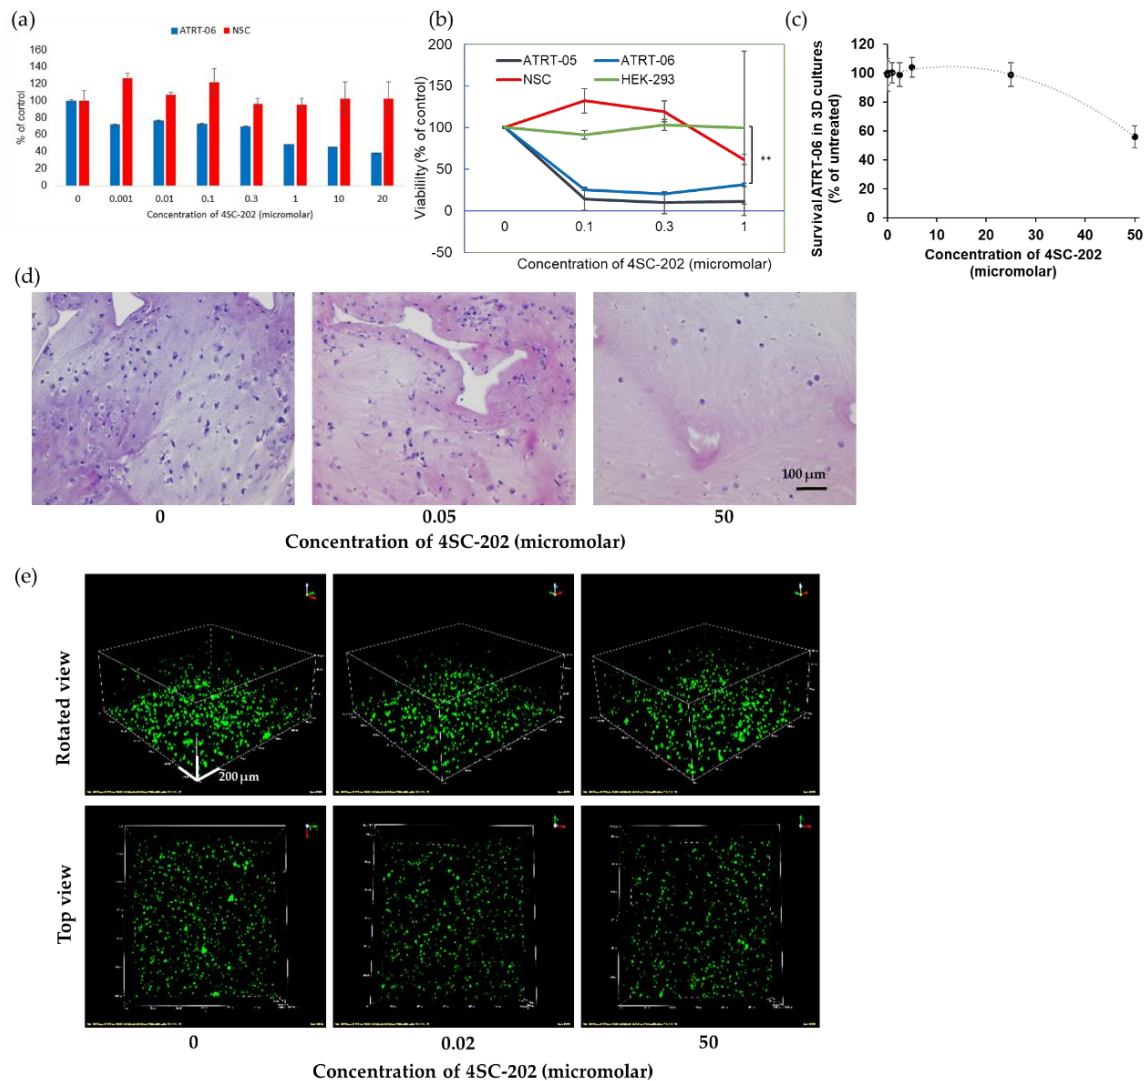 (a)
ATRT-06 NSC
% of control
160
140
120
100
80
60
40
20
0
0 0.001 0.01 0.1 0.3 1 10 20
Concentration of 4SC-202 (micromolar)
(b)
Viability (% of control)
200
150
100
50
0
-50
ATRT-05 ATRT-06
NSC HEK-293
**
0 0.1 0.3 1
Concentration of 4SC-202 (micromolar)
(c)
Survival ATRT-06 in 3D cultures
(% of untreated)
120
100
80
60
40
20
0
0 10 20 30 40 50
Concentration of 4SC-202
(micromolar)
(d)
100 μm
0 0.05 50
Concentration of 4SC-202 (micromolar)
(e)
Rotated view
200 μm
Top view
0 0.02 50
Concentration of 4SC-202 (micromolar)